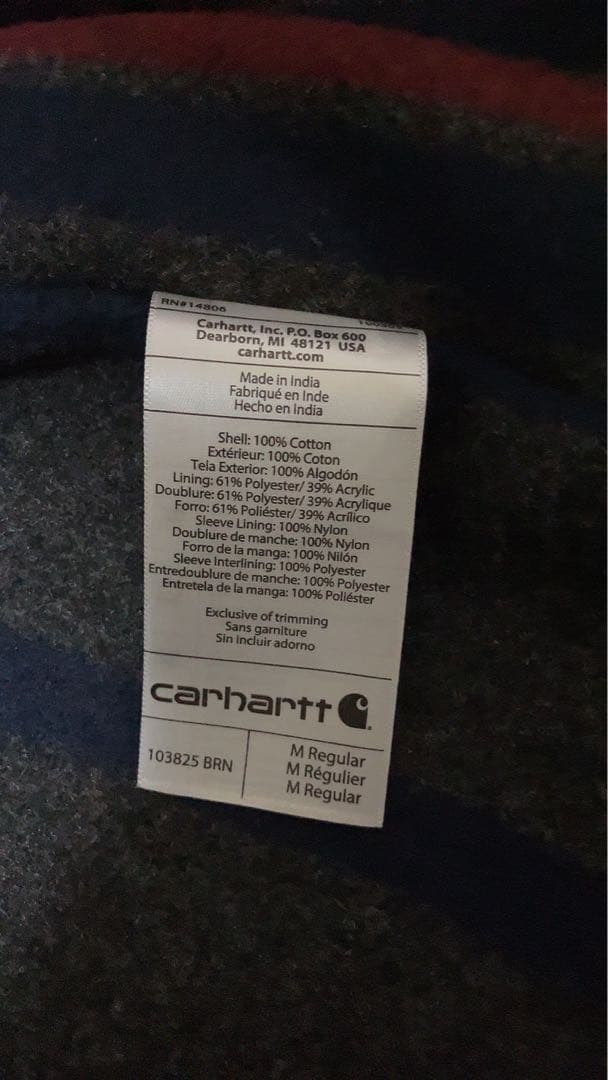 RN#14806
Carhartt, Inc. P.O. Box 600
Dearborn, MI 48121 USA
carhartt.com
Made in India
Fabriqué en Inde
Hecho en India
Shell: 100% Cotton
Extérieur: 100% Coton
Tela Exterior: 100% Algodón
Lining: 61% Polyester/ 39% Acrylic
Doublure: 61% Polyester/ 39% Acrylique
Forro: 61% Poliéster/ 39% Acrílico
Sleeve Lining: 100% Nylon
Doublure de manche: 100% Nylon
Forro de la manga: 100% Nilón
Sleeve Interlining: 100% Polyester
Entredoublure de manche: 100% Polyester
Entretela de la manga: 100% Poliéster
Exclusive of trimming
Sans garniture
Sin incluir adorno
carhartt
103825 BRN
M Regular
M Régulier
M Regular